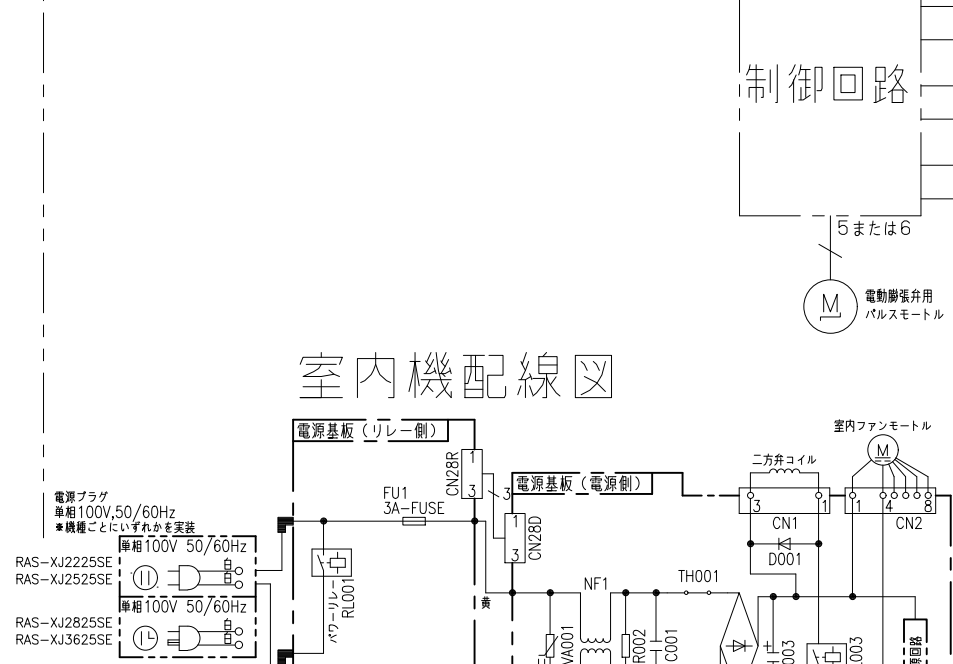 制御回路
5または6
M
電動膨張弁用
パルスモートル
室内機配線図
電源基板（リレー側）
CN28R
1
3
3
FU1
3A-FUSE
電源プラグ
単相100V,50/60Hz
*機種ごとにいずれかを実装
単相100V 50/60Hz
RAS-XJ2225SE
RAS-XJ2525SE
単相100V 50/60Hz
RAS-XJ2825SE
RAS-XJ3625SE
パワーリレー
RL001
電源基板（電源側）
1
3
CN28D
黄
NF1
TH001
VA001
R002
C001
室内ファンモートル
M
二方弁コイル
3
1
CN1
1
4
8
CN2
D001